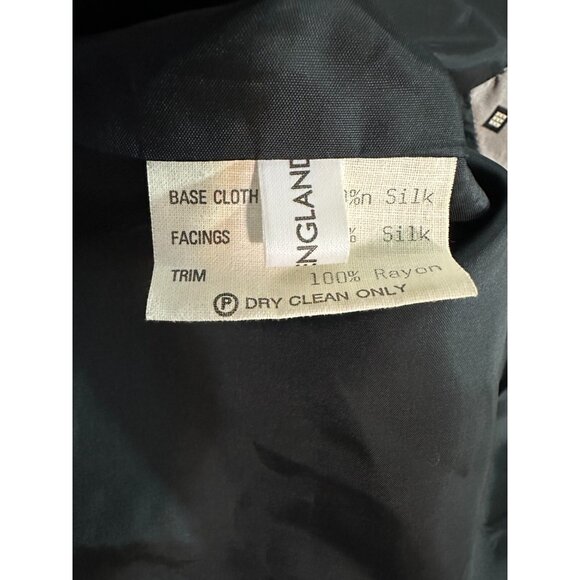 BASE CLOTH %n Silk
FACINGS % Silk
TRIM 100% Rayon
Ⓟ DRY CLEAN ONLY
ENGLAND